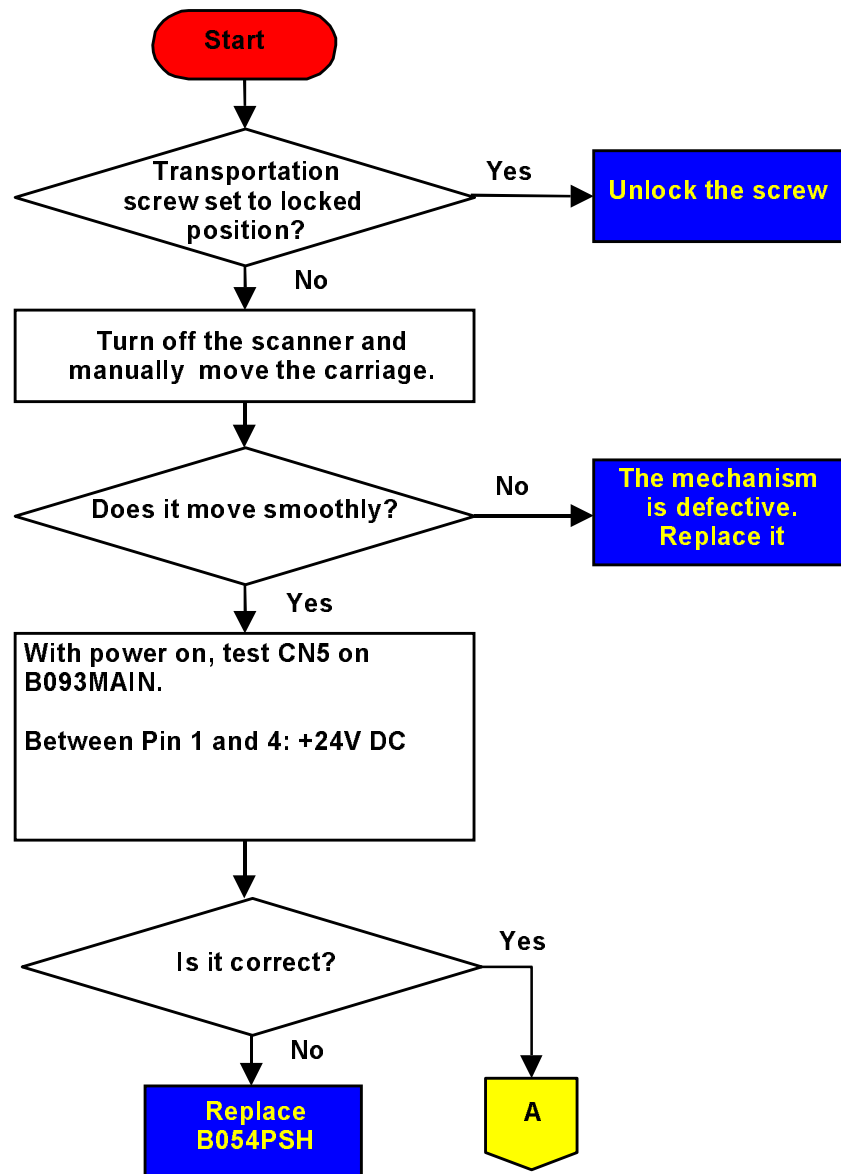 Start
Transportation
screw set to locked
position?
Yes
Unlock the screw
No
Turn off the scanner and
manually move the carriage.
Does it move smoothly?
No
The mechanism
is defective.
Replace it
Yes
With power on, test CN5 on
B093MAIN.
Between Pin 1 and 4: +24V DC
Is it correct?
Yes
No
Replace
B054PSH
A